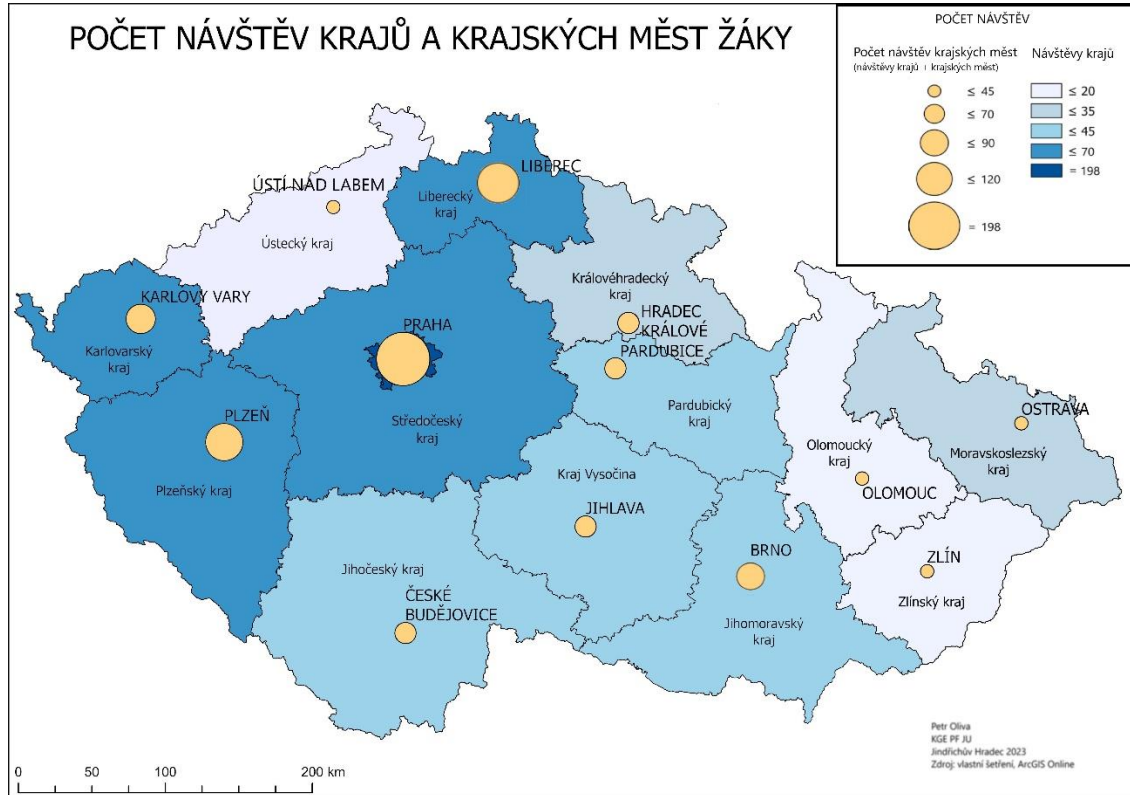 POČET NÁVŠTĚV KRAJŮ A KRAJSKÝCH MĚST ŽÁKY
POČET NÁVŠTĚV
Počet návštěv krajských měst
(návštěvy krajů + krajských měst)
≤ 45
≤ 70
≤ 90
≤ 120
= 198
Návštěvy krajů
≤ 20
≤ 35
≤ 45
≤ 70
= 198
LIBEREC
Liberecký
kraj
ÚSTÍ NAD LABEM
Ústecký kraj
Královéhradecký
kraj
HRADEC
KRÁLOVÉ
KARLOVY VARY
Karlovarský
kraj
PRAHA
Středočeský
kraj
PARDUBICE
Pardubický
kraj
PLZEŇ
Plzeňský kraj
OSTRAVA
Moravskoslezský
kraj
Olomoucký
kraj
OLOMOUC
Kraj Vysočina
JIHLAVA
BRNO
Jihomoravský
kraj
ZLÍN
Zlínský kraj
Jihočeský kraj
ČESKÉ
BUDĚJOVICE
Petr Oliva
KGE PF JU
Jindřichův Hradec 2023
Zdroj: vlastní šetření, ArcGIS Online
0 50 100 200 km